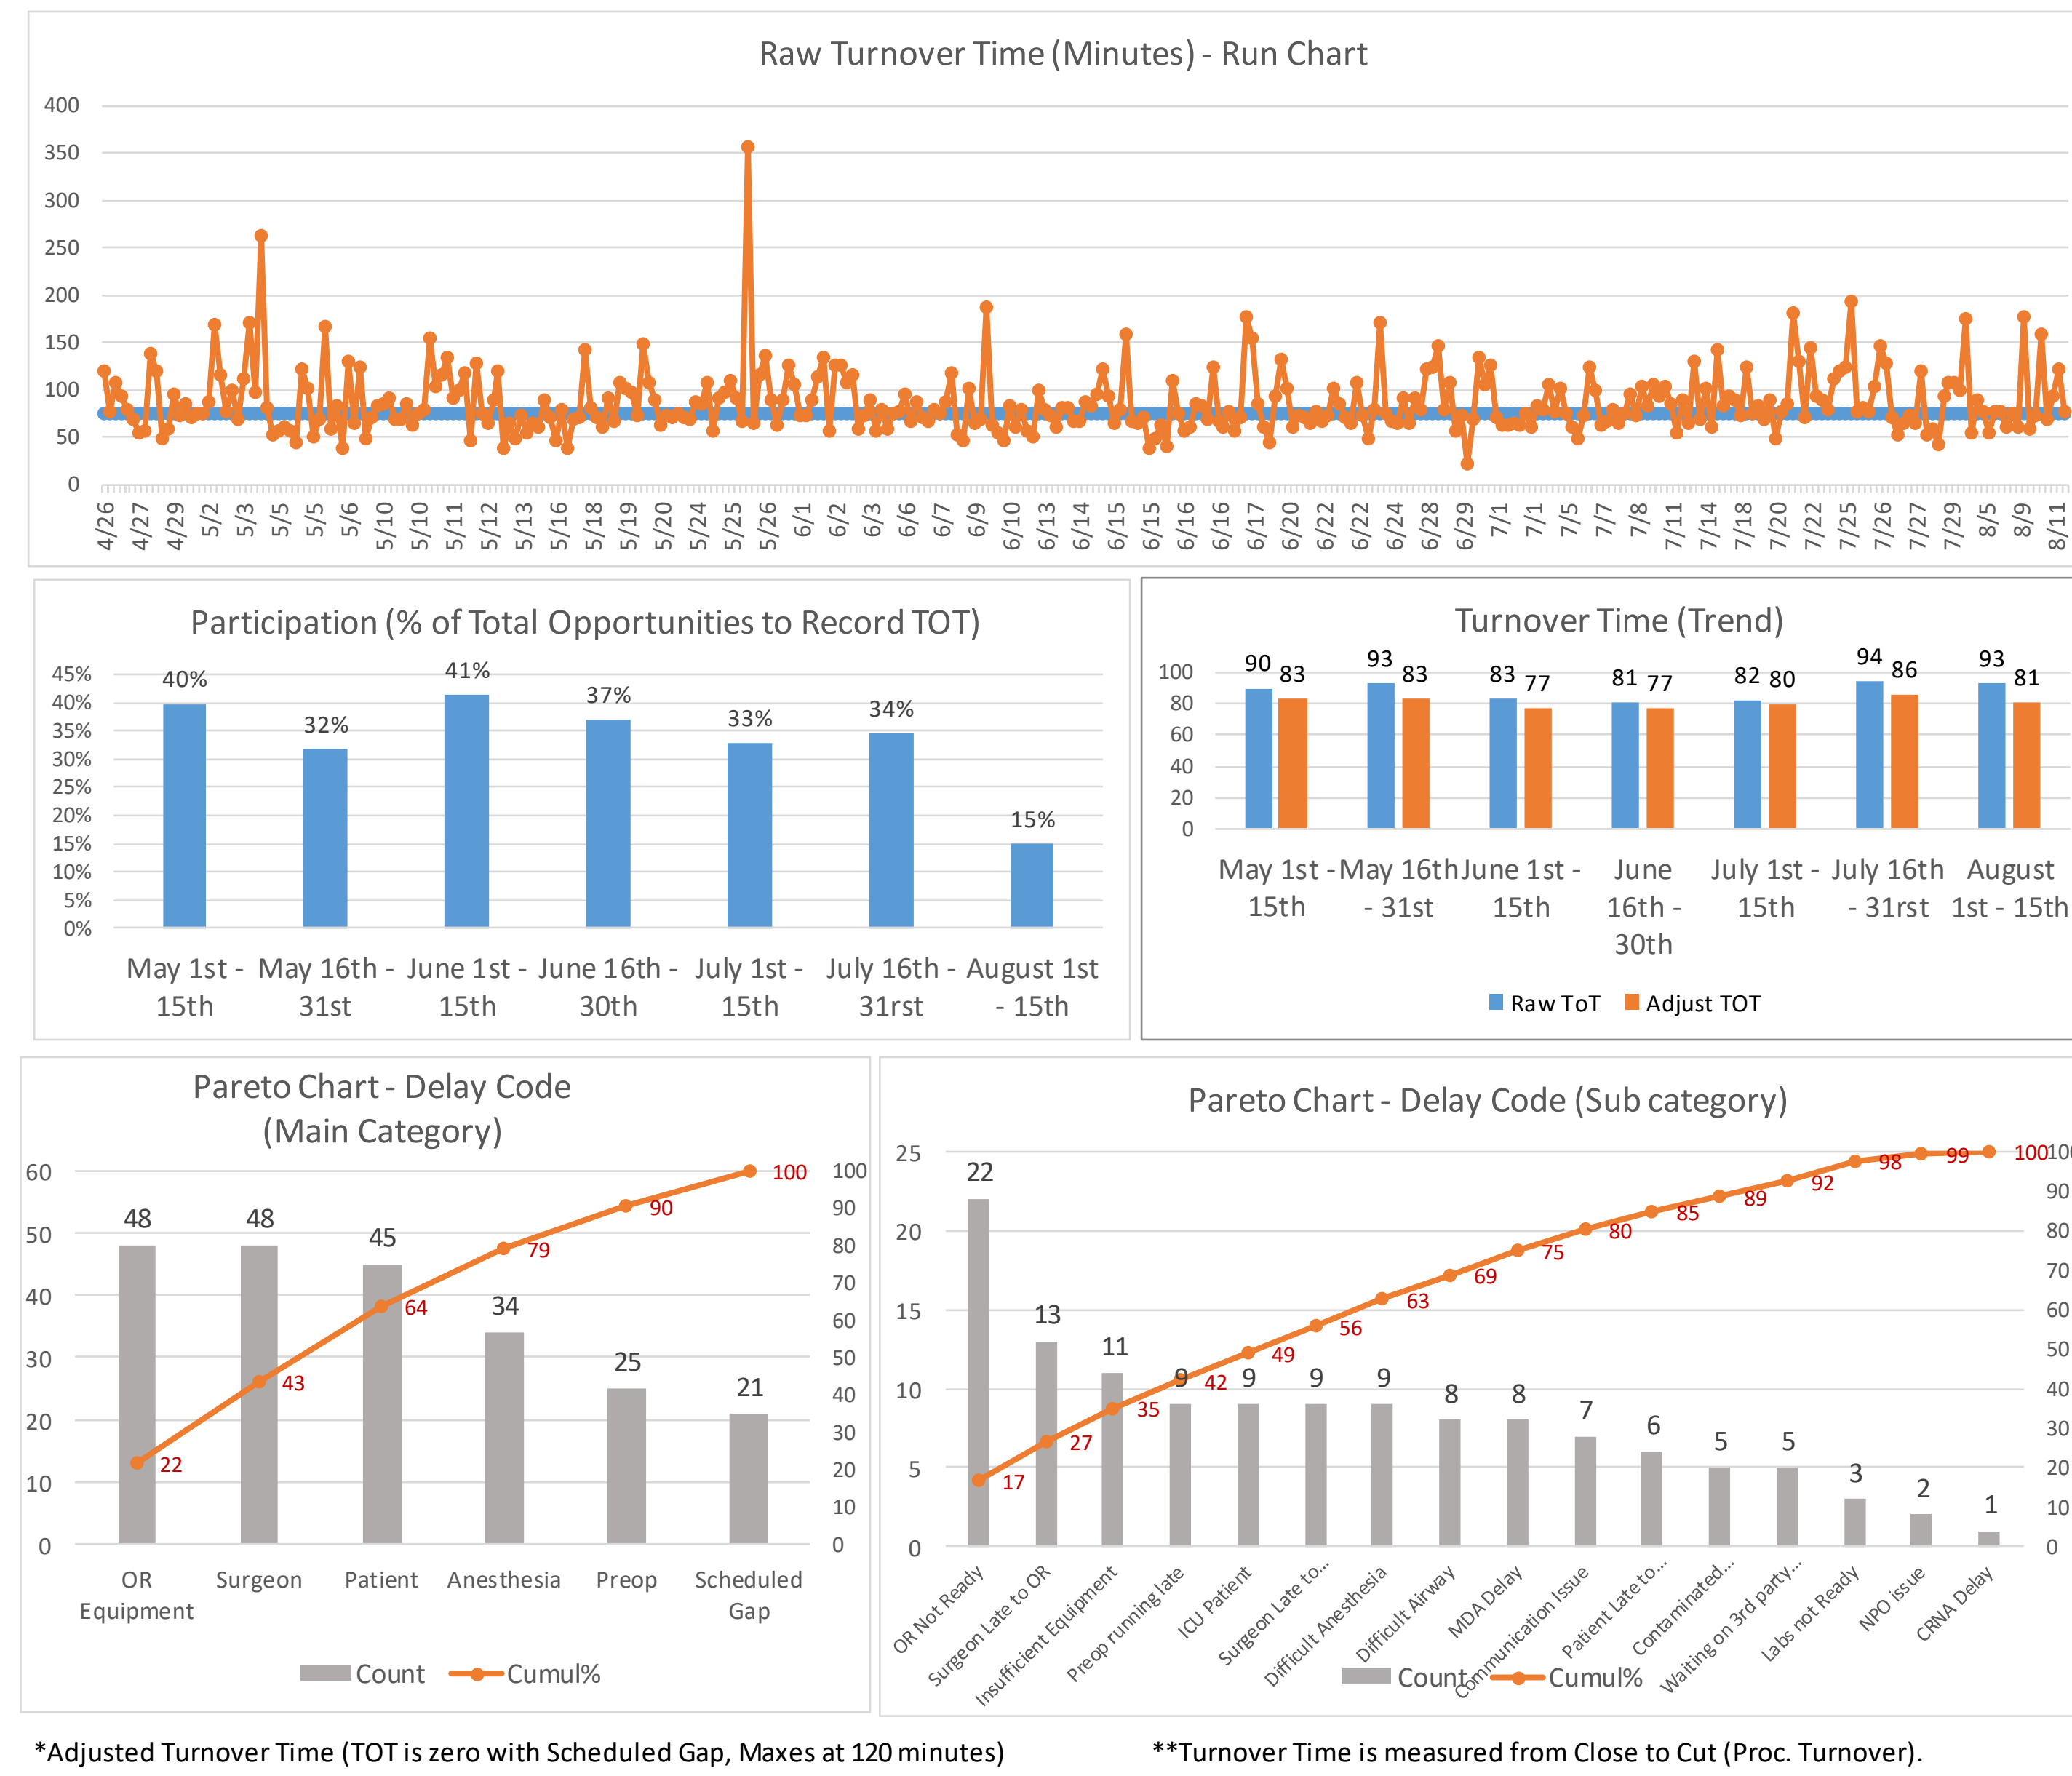 Raw Turnover Time (Minutes) - Run Chart
400
350
300
250
200
150
100
50
0
4/26 4/27 4/29 5/2 5/3 5/5 5/5 5/6 5/10 5/10 5/11 5/12 5/13 5/16 5/18 5/19 5/20 5/24 5/25 5/26 6/1 6/2 6/3 6/6 6/7 6/9 6/10 6/13 6/14 6/15 6/15 6/16 6/16 6/17 6/20 6/22 6/22 6/24 6/28 6/29 7/1 7/1 7/5 7/7 7/8 7/11 7/14 7/18 7/20 7/22 7/25 7/26 7/27 7/29 8/5 8/9 8/11
Participation (% of Total Opportunities to Record TOT)
45%
40%
35%
30%
25%
20%
15%
10%
5%
0%
40% 32% 41% 37% 33% 34% 15%
May 1st - May 16th - June 1st - June 16th - July 1st - July 16th - August 1st
15th 31st 15th 30th 15th 31rst - 15th
Turnover Time (Trend)
100
80
60
40
20
0
90 83 93 83 83 77 81 77 82 80 94 86 93 81
May 1st - May 16th June 1st - June July 1st - July 16th August
15th - 31st 15th 16th - 15th - 31rst 1st - 15th
30th
Raw ToT Adjust TOT
Pareto Chart - Delay Code
(Main Category)
60
50
40
30
20
10
0
48 48 45 34 25 21
22 43 64 79 90 100
100
90
80
70
60
50
40
30
20
10
0
OR Surgeon Patient Anesthesia Preop Scheduled
Equipment Gap
Count Cumul%
Pareto Chart - Delay Code (Sub category)
25
20
15
10
5
0
22 13 11 9 9 9 9 8 8 7 6 5 5 3 2 1
17 27 35 42 49 56 63 69 75 80 85 89 92 98 99 100
90
80
70
60
50
40
30
20
10
0
OR Not Ready
Surgeon Late to OR
Insufficient Equipment
Preop running late
ICU Patient
Surgeon Late to...
Difficult Anesthesia
Difficult Airway
MDA Delay
Communication Issue
Patient Late to...
Contaminated...
Waiting on 3rd party...
Labs not Ready
NPO issue
CRNA Delay
Count Cumul%
*Adjusted Turnover Time (TOT is zero with Scheduled Gap, Maxes at 120 minutes)
**Turnover Time is measured from Close to Cut (Proc. Turnover).